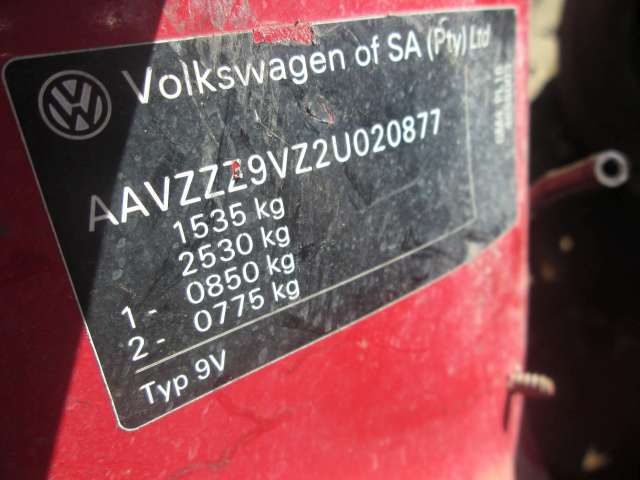 Volkswagen of SA (Pty) Ltd
AAVZZZ9VZ2U020877
1535 kg
2530 kg
1- 0850 kg
2- 0775 kg
Typ 9V